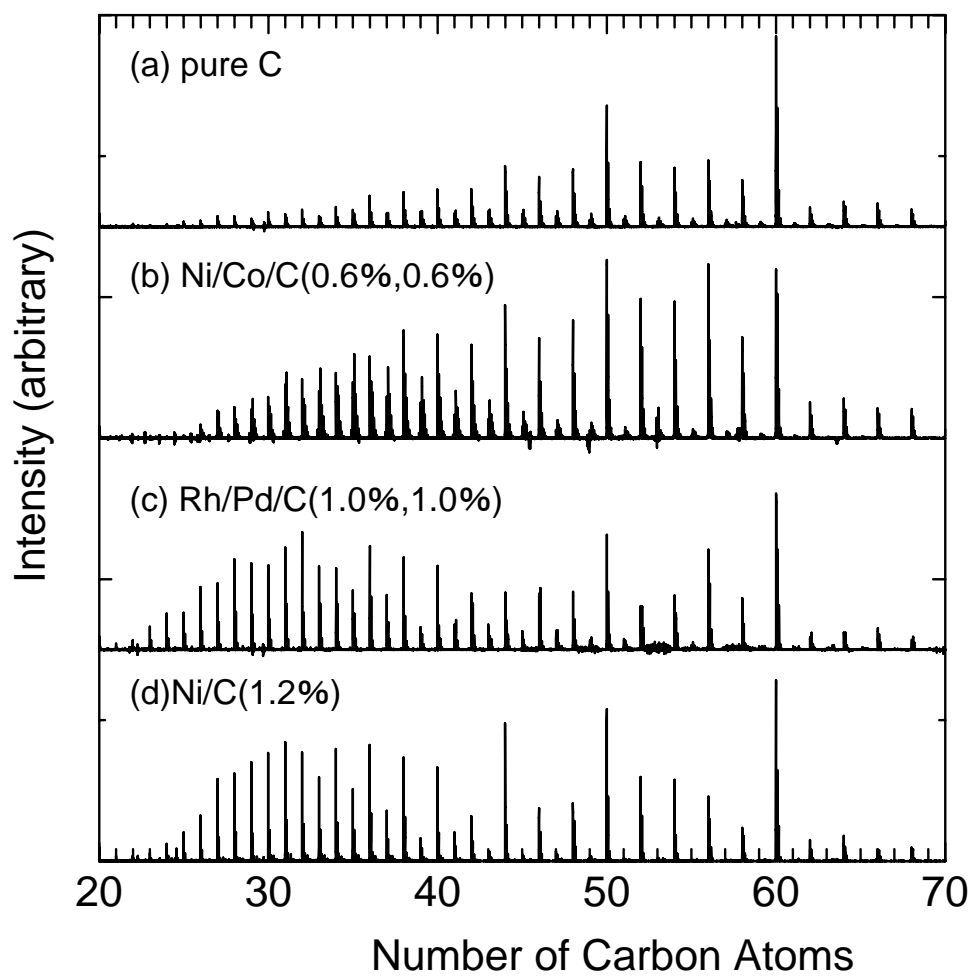 (a) pure C
(b) Ni/Co/C(0.6%,0.6%)
(c) Rh/Pd/C(1.0%,1.0%)
(d)Ni/C(1.2%)
Intensity (arbitrary)
20 30 40 50 60 70
Number of Carbon Atoms